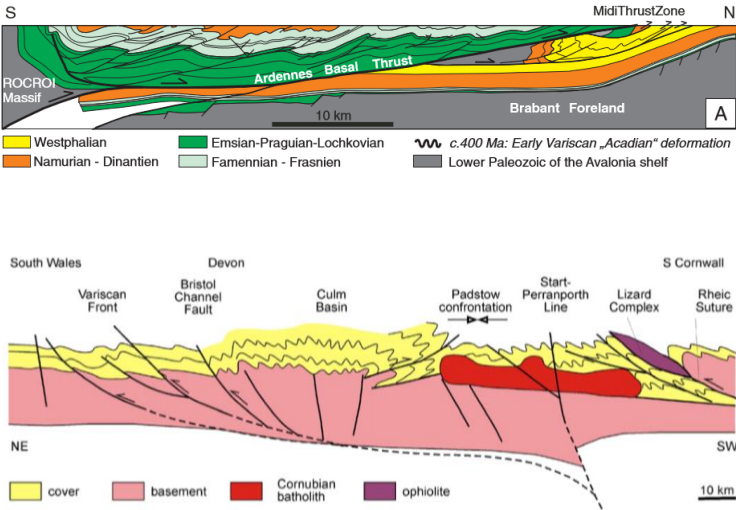 S
N
MidiThrustZone
ROCROI
Massif
Ardennes Basal Thrust
Brabant Foreland
10 km
A
Westphalian
Emsian-Praguian-Lochkovian
c.400 Ma: Early Variscan „Acadian“ deformation
Namurian - Dinantien
Famennian - Frasnien
Lower Paleozoic of the Avalonia shelf
South Wales
Devon
S Cornwall
Variscan
Front
Bristol
Channel
Fault
Culm
Basin
Padstow
confrontation
Start-
Perranporth
Line
Lizard
Complex
Rheic
Suture
NE
SW
cover
basement
Cornubian
batholith
ophiolite
10 km